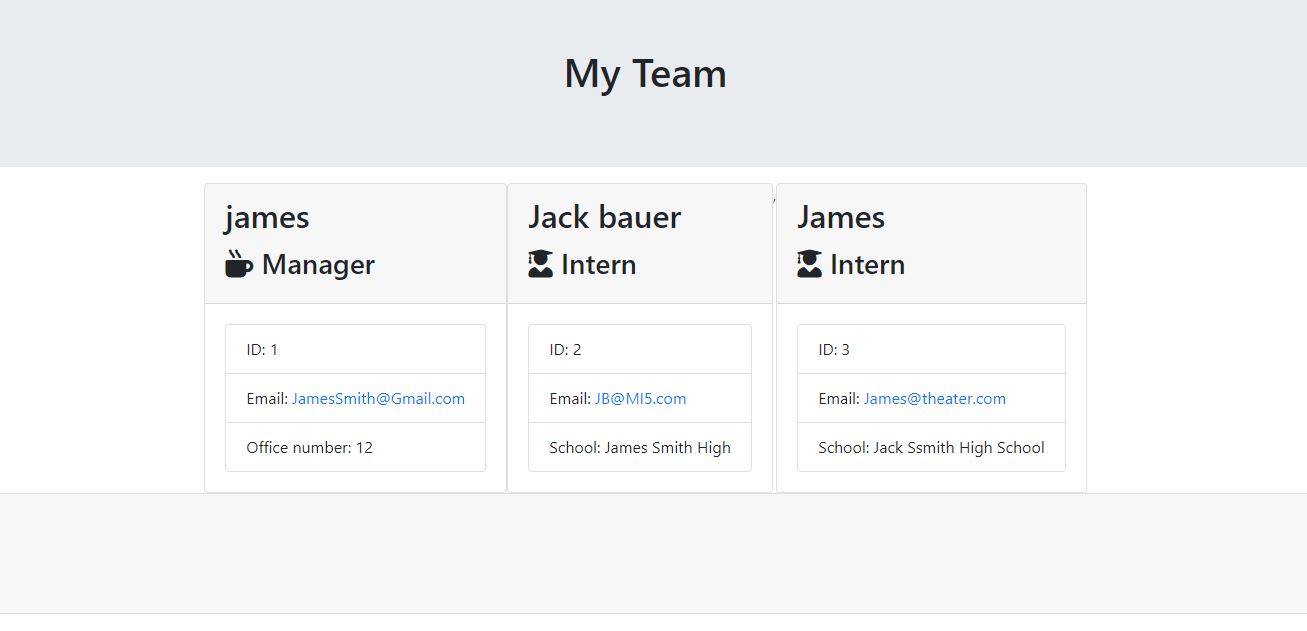 My Team
james
Manager
ID: 1
Email: JamesSmith@Gmail.com
Office number: 12
Jack bauer
Intern
ID: 2
Email: JB@MI5.com
School: James Smith High
,
James
Intern
ID: 3
Email: James@theater.com
School: Jack Ssmith High School